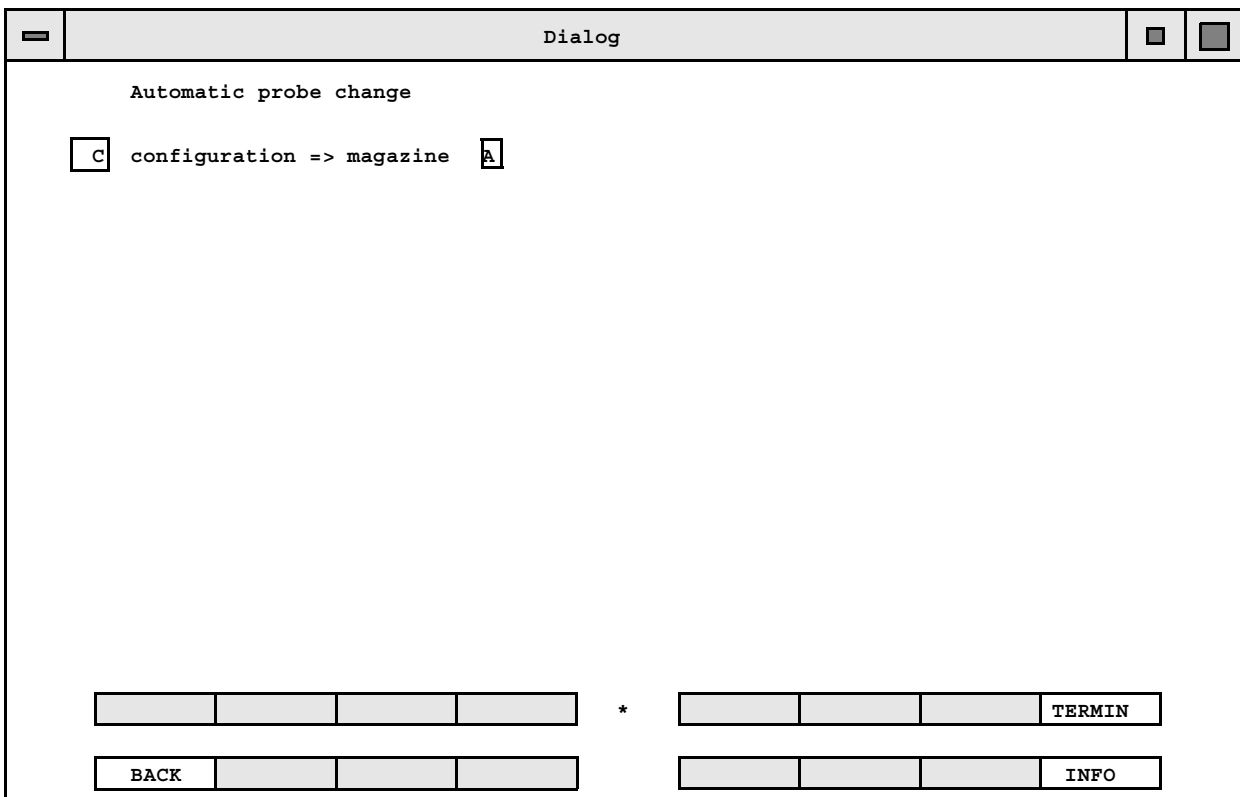 Dialog
Automatic probe change
C configuration => magazine A
* TERMIN
BACK INFO